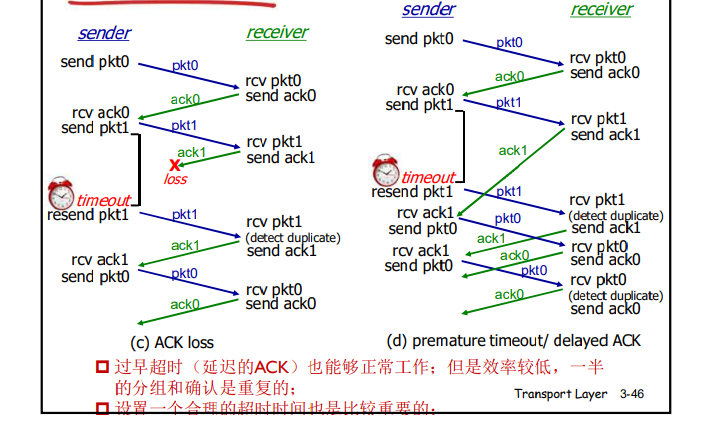 sender
receiver
send pkt0
pkt0
rcv pkt0
send ack0
ack0
rcv ack0
send pkt1
pkt1
rcv pkt1
send ack1
ack1
X
loss
timeout
resend pkt1
pkt1
rcv pkt1
(detect duplicate)
send ack1
ack1
rcv ack1
send pkt0
pkt0
rcv pkt0
send ack0
ack0
(c) ACK loss
sender
receiver
send pkt0
pkt0
rcv pkt0
send ack0
ack0
rcv ack0
send pkt1
pkt1
rcv pkt1
send ack1
ack1
timeout
resend pkt1
pkt1
rcv pkt1
(detect duplicate)
send ack1
rcv ack1
send pkt0
pkt0
ack1
rcv pkt0
send ack0
ack0
rcv ack1
send pkt0
pkt0
rcv pkt0
(detect duplicate)
send ack0
ack0
(d) premature timeout/ delayed ACK
过早超时（延迟的ACK）也能够正常工作；但是效率较低，一半
的分组和确认是重复的；
设置一个合理的超时时间也是比较重要的；
Transport Layer 3-46